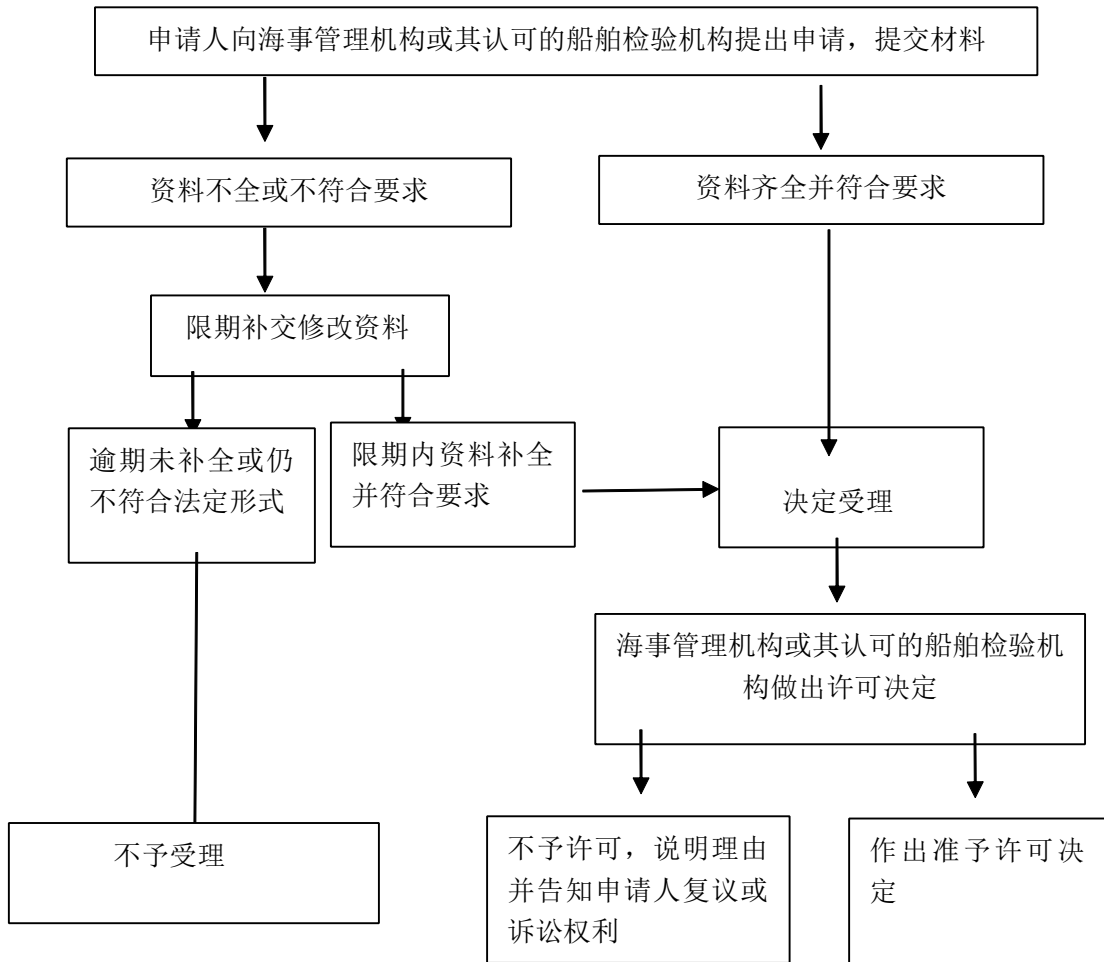 申请人向海事管理机构或其认可的船舶检验机构提出申请，提交材料
资料不全或不符合要求
资料齐全并符合要求
限期补交修改资料
逾期未补全或仍
不符合法定形式
限期内资料补全
并符合要求
决定受理
海事管理机构或其认可的船舶检验机
构做出许可决定
不予受理
不予许可，说明理由
并告知申请人复议或
诉讼权利
作出准予许可决
定